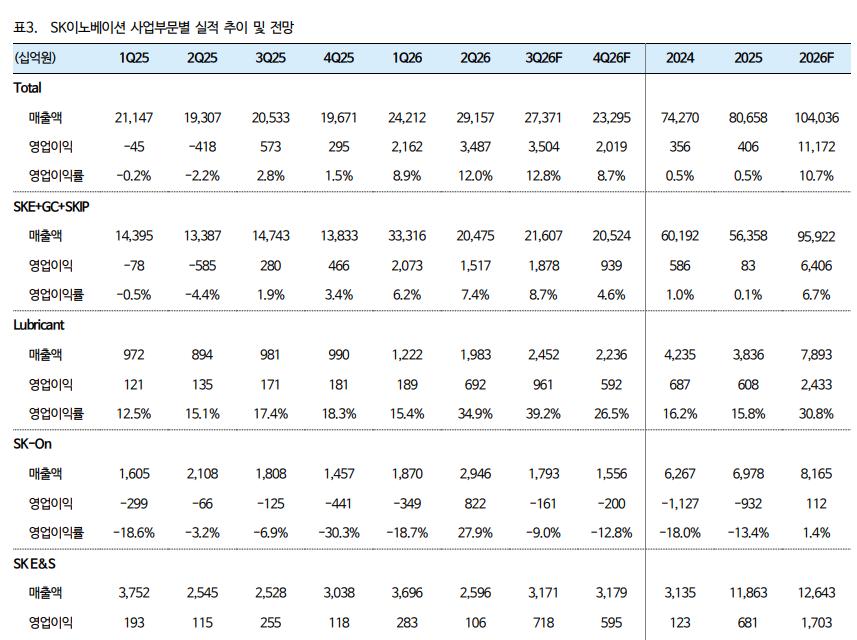 표3. SK이노베이션 사업부문별 실적 추이 및 전망
(십억원) 1Q25 2Q25 3Q25 4Q25 1Q26 2Q26 3Q26F 4Q26F 2024 2025 2026F
Total
매출액 21,147 19,307 20,533 19,671 24,212 29,157 27,371 23,295 74,270 80,658 104,036
영업이익 -45 -418 573 295 2,162 3,487 3,504 2,019 356 406 11,172
영업이익률 -0.2% -2.2% 2.8% 1.5% 8.9% 12.0% 12.8% 8.7% 0.5% 0.5% 10.7%
SKE+GC+SKIP
매출액 14,395 13,387 14,743 13,833 33,316 20,475 21,607 20,524 60,192 56,358 95,922
영업이익 -78 -585 280 466 2,073 1,517 1,878 939 586 83 6,406
영업이익률 -0.5% -4.4% 1.9% 3.4% 6.2% 7.4% 8.7% 4.6% 1.0% 0.1% 6.7%
Lubricant
매출액 972 894 981 990 1,222 1,983 2,452 2,236 4,235 3,836 7,893
영업이익 121 135 171 181 189 692 961 592 687 608 2,433
영업이익률 12.5% 15.1% 17.4% 18.3% 15.4% 34.9% 39.2% 26.5% 16.2% 15.8% 30.8%
SK-On
매출액 1,605 2,108 1,808 1,457 1,870 2,946 1,793 1,556 6,267 6,978 8,165
영업이익 -299 -66 -125 -441 -349 822 -161 -200 -1,127 -932 112
영업이익률 -18.6% -3.2% -6.9% -30.3% -18.7% 27.9% -9.0% -12.8% -18.0% -13.4% 1.4%
SK E&S
매출액 3,752 2,545 2,528 3,038 3,696 2,596 3,171 3,179 3,135 11,863 12,643
영업이익 193 115 255 118 283 106 718 595 123 681 1,703